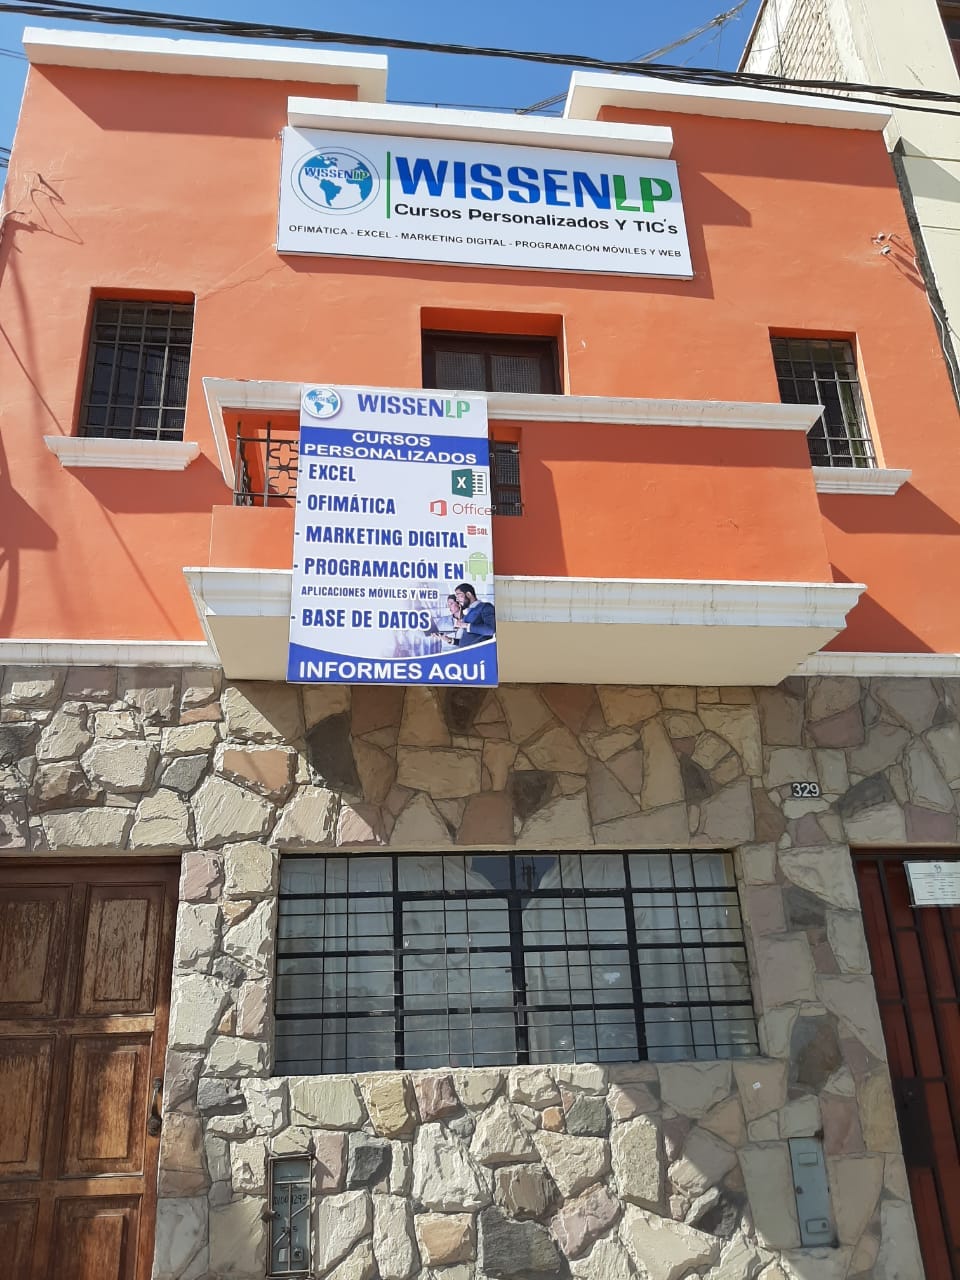 WISSENLP
WISSENLP
Cursos Personalizados Y TIC's
OFIMÁTICA - EXCEL - MARKETING DIGITAL - PROGRAMACIÓN MÓVILES Y WEB
WISSENLP
CURSOS
PERSONALIZADOS
- EXCEL
- OFIMÁTICA
Office
- MARKETING DIGITAL
SQL
- PROGRAMACIÓN EN
APLICACIONES MÓVILES Y WEB
- BASE DE DATOS
INFORMES AQUÍ
329